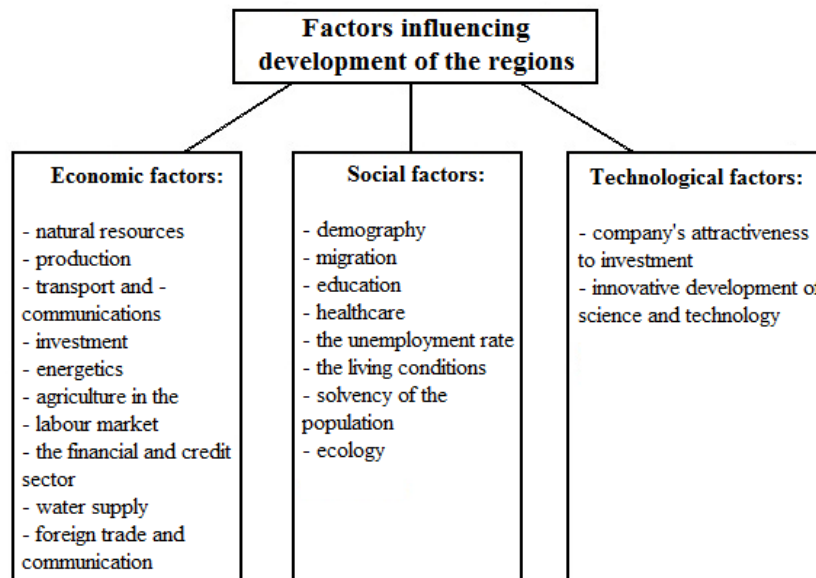 Factors influencing
development of the regions
Economic factors:
- natural resources
- production
- transport and -
communications
- investment
- energetics
- agriculture in the
- labour market
- the financial and credit
sector
- water supply
- foreign trade and
communication
Social factors:
- demography
- migration
- education
- healthcare
- the unemployment rate
- the living conditions
- solvency of the
population
- ecology
Technological factors:
- company's attractiveness
to investment
- innovative development of
science and technology